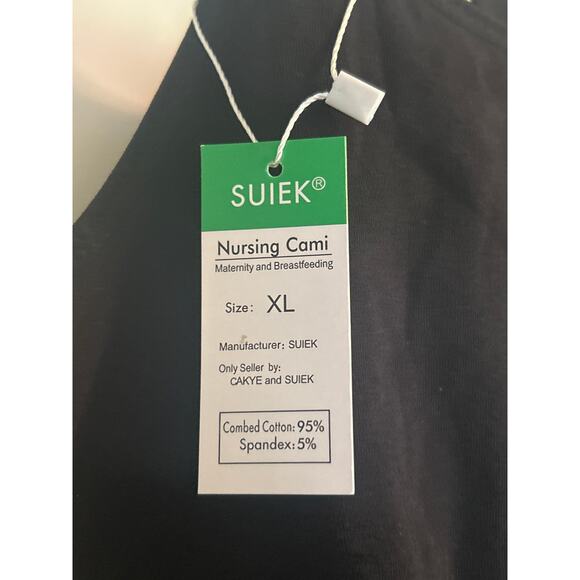 SUIEK®
Nursing Cami
Maternity and Breastfeeding
Size: XL
Manufacturer: SUIEK
Only Seller by:
CAKYE and SUIEK
Combed Cotton: 95%
Spandex: 5%